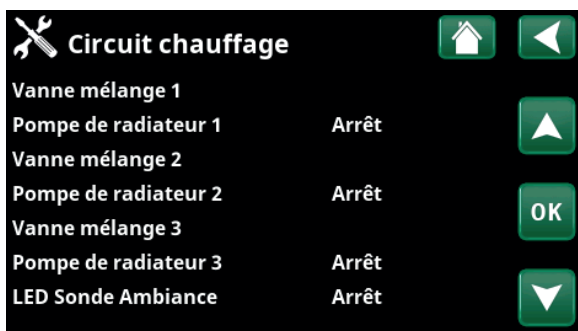 Circuit chauffage
Vanne mélange 1
Pompe de radiateur 1 Arrêt
Vanne mélange 2
Pompe de radiateur 2 Arrêt
OK
Vanne mélange 3
Pompe de radiateur 3 Arrêt
LED Sonde Ambiance Arrêt